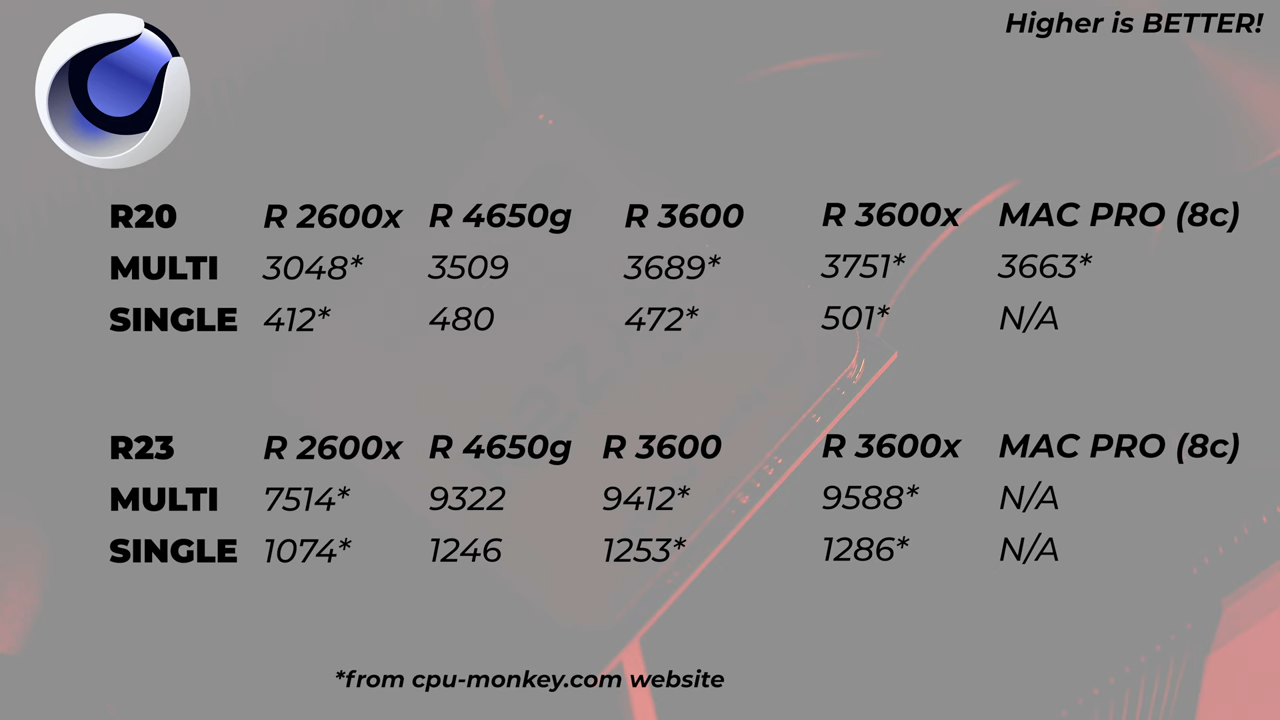 Higher is BETTER!
R20 R 2600x R 4650g R 3600 R 3600x MAC PRO (8c)
MULTI 3048* 3509 3689* 3751* 3663*
SINGLE 412* 480 472* 501* N/A
R23 R 2600x R 4650g R 3600 R 3600x MAC PRO (8c)
MULTI 7514* 9322 9412* 9588* N/A
SINGLE 1074* 1246 1253* 1286* N/A
*from cpu-monkey.com website